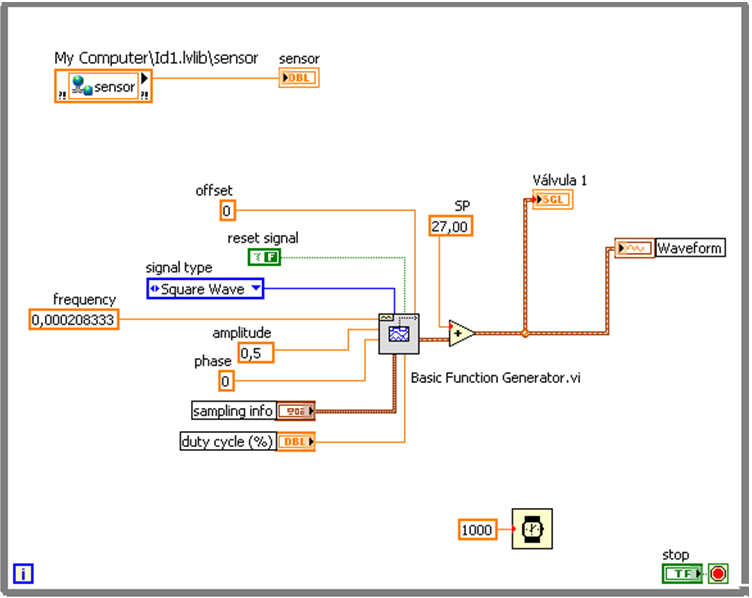 My Computer\Id1.lvlib\sensor
sensor
sensor
?!
?!
DBL
offset
0
SP
27,00
Válvula 1
SGL
reset signal
F
signal type
Square Wave
Waveform
frequency
0,000208333
amplitude
0,5
phase
0
Basic Function Generator.vi
sampling info
duty cycle (%)
DBL
1000
stop
TF
i